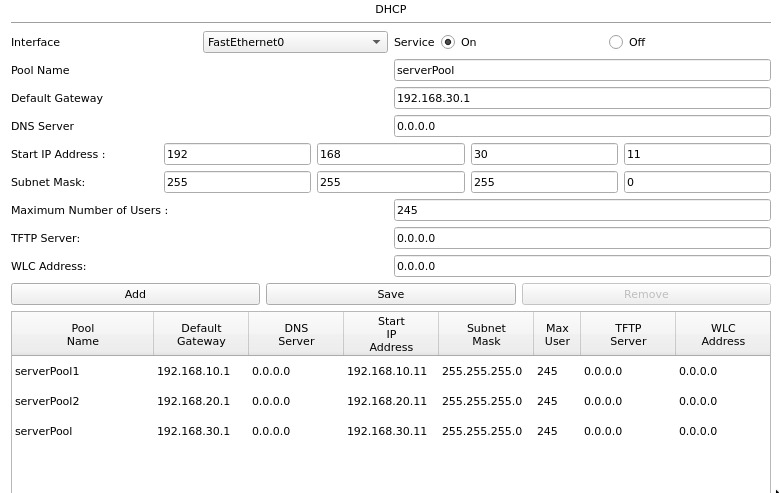 DHCP
Interface FastEthernet0 Service On Off
Pool Name serverPool
Default Gateway 192.168.30.1
DNS Server 0.0.0.0
Start IP Address : 192 168 30 11
Subnet Mask: 255 255 255 0
Maximum Number of Users : 245
TFTP Server: 0.0.0.0
WLC Address: 0.0.0.0
Add Save Remove
Pool Name Default Gateway DNS Server Start IP Address Subnet Mask Max User TFTP Server WLC Address
serverPool1 192.168.10.1 0.0.0.0 192.168.10.11 255.255.255.0 245 0.0.0.0 0.0.0.0
serverPool2 192.168.20.1 0.0.0.0 192.168.20.11 255.255.255.0 245 0.0.0.0 0.0.0.0
serverPool 192.168.30.1 0.0.0.0 192.168.30.11 255.255.255.0 245 0.0.0.0 0.0.0.0